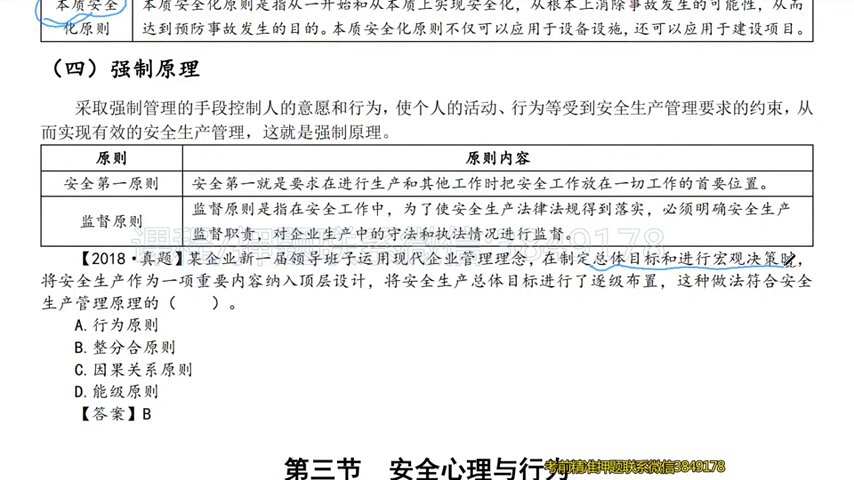 本质安全 本质安全化原则是指从一开始和从本质上实现安全化，从根本上消除事故发生的可能性，从而
化原则 达到预防事故发生的目的。本质安全化原则不仅可以应用于设备设施，还可以应用于建设项目。
（四）强制原理
采取强制管理的手段控制人的意愿和行为，使个人的活动、行为等受到安全生产管理要求的约束，从
而实现有效的安全生产管理，这就是强制原理。
原则 原则内容
安全第一原则 安全第一就是要求在进行生产和其他工作时把安全工作放在一切工作的首要位置。
监督原则 监督原则是指在安全工作中，为了使安全生产法律法规得到落实，必须明确安全生产
监督职责，对企业生产中的守法和执法情况进行监督。
【2018·真题】某企业新一届领导班子运用现代企业管理理念，在制定总体目标和进行宏观决策时，
将安全生产作为一项重要内容纳入顶层设计，将安全生产总体目标进行了逐级布置，这种做法符合安全
生产管理原理的（ ）。
A.行为原则
B.整分合原则
C.因果关系原则
D.能级原则
【答案】B
第三节 安全心理与行为
考前精准押题联系微信3849178